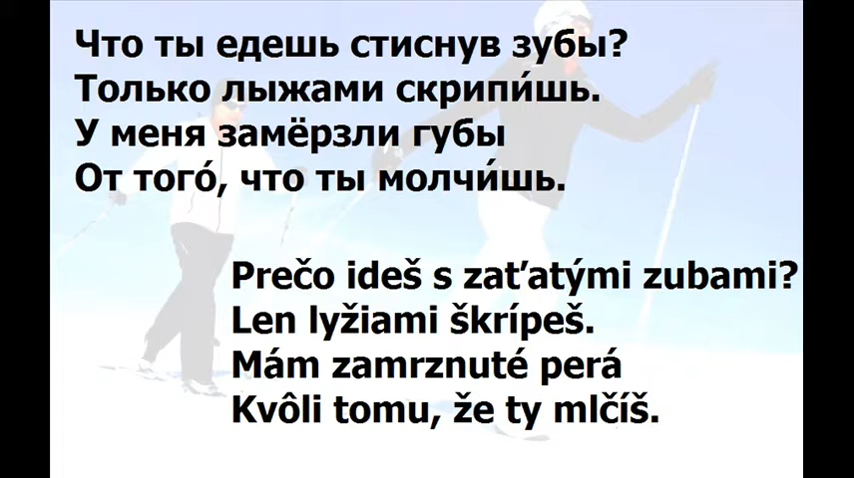 Что ты едешь стиснув зубы?
Только лыжами скрипи́шь.
У меня замёрзли губы
От того́, что ты молчи́шь.
Prečo ideš s zaťatými zubami?
Len lyžiami škrípeš.
Mám zamrznuté perá
Kvôli tomu, že ty mlčíš.